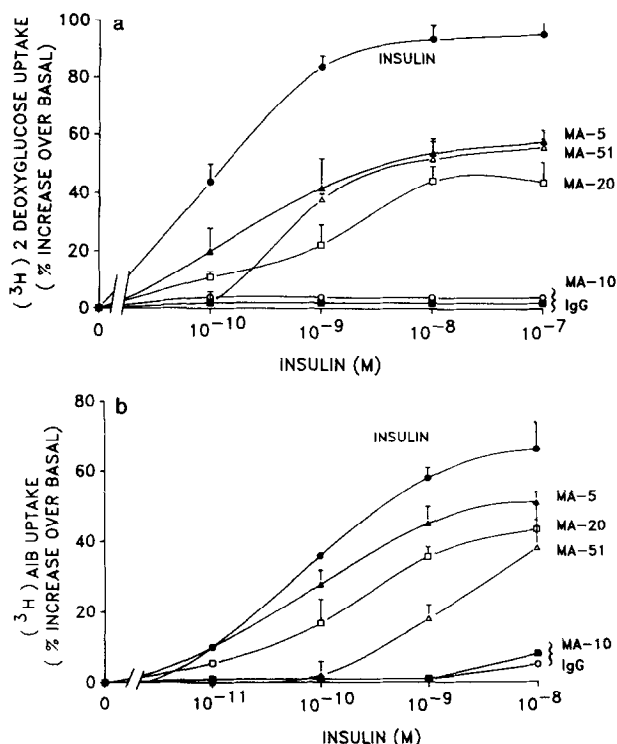 a
(³H) 2 DEOXYGLUCOSE UPTAKE
( % INCREASE OVER BASAL)
100
80
60
40
20
0
INSULIN
MA-5
MA-51
MA-20
MA-10
IgG
0
10⁻¹⁰
10⁻⁹
10⁻⁸
10⁻⁷
INSULIN (M)
b
(³H) AIB UPTAKE
( % INCREASE OVER BASAL)
80
60
40
20
0
INSULIN
MA-5
MA-20
MA-51
MA-10
IgG
0
10⁻¹¹
10⁻¹⁰
10⁻⁹
10⁻⁸
INSULIN (M)